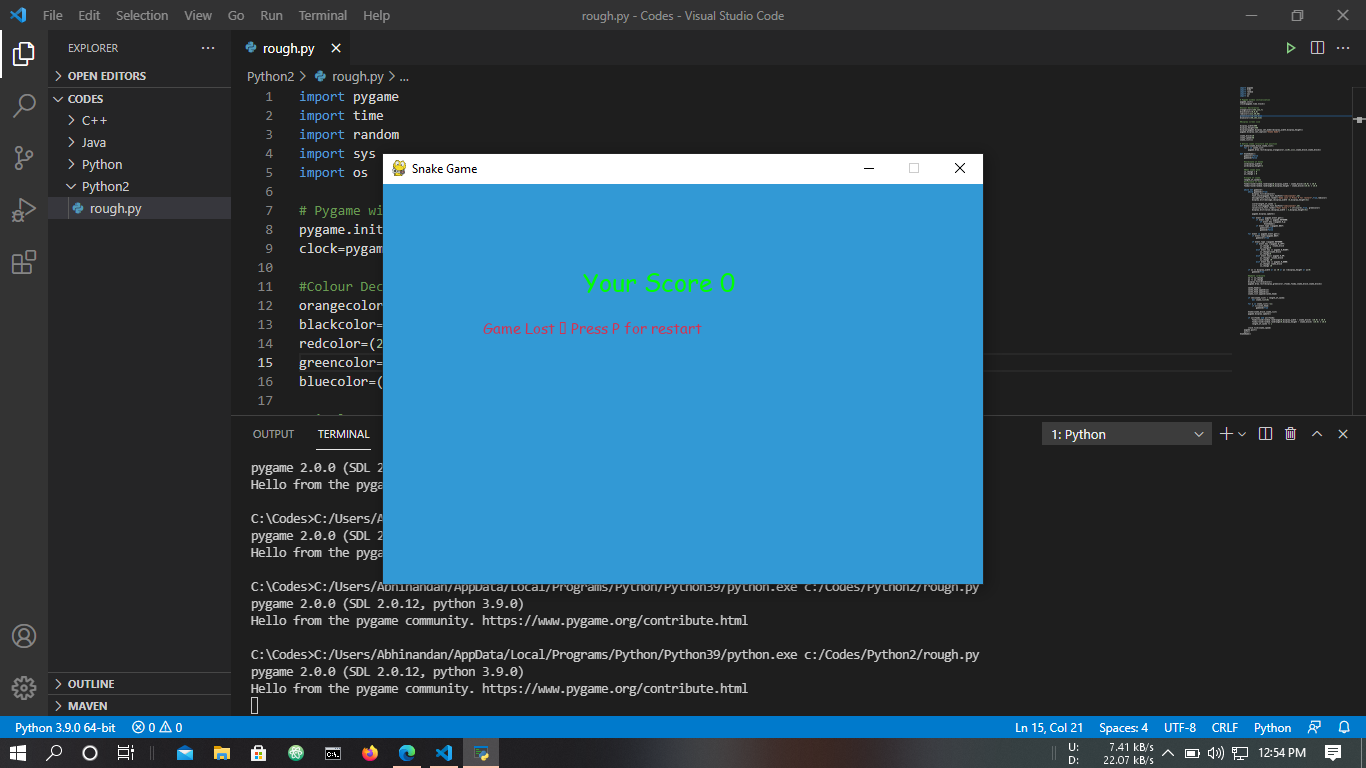 File Edit Selection View Go Run Terminal Help rough.py - Codes - Visual Studio Code
EXPLORER
OPEN EDITORS
CODES
C++
Java
Python
Python2
rough.py
OUTLINE
MAVEN
rough.py
Python2 > rough.py > ...
1 import pygame
2 import time
3 import random
4 import sys
5 import os
6
7 # Pygame wi
8 pygame.init
9 clock=pygam
10
11 #Colour Dec
12 orangecolor
13 blackcolor=
14 redcolor=(2
15 greencolor=
16 bluecolor=(
17
Snake Game
Your Score 0
Game Lost ▯ Press P for restart
OUTPUT TERMINAL
1: Python
pygame 2.0.0 (SDL 2
Hello from the pyga
C:\Codes>C:/Users/A
pygame 2.0.0 (SDL 2
Hello from the pyga
C:\Codes>C:/Users/Abhinandan/AppData/Local/Programs/Python/Python39/python.exe c:/Codes/Python2/rough.py
pygame 2.0.0 (SDL 2.0.12, python 3.9.0)
Hello from the pygame community. https://www.pygame.org/contribute.html
C:\Codes>C:/Users/Abhinandan/AppData/Local/Programs/Python/Python39/python.exe c:/Codes/Python2/rough.py
pygame 2.0.0 (SDL 2.0.12, python 3.9.0)
Hello from the pygame community. https://www.pygame.org/contribute.html
Python 3.9.0 64-bit 0 0 Ln 15, Col 21 Spaces: 4 UTF-8 CRLF Python
U: 7.41 kB/s
D: 22.07 kB/s
12:54 PM